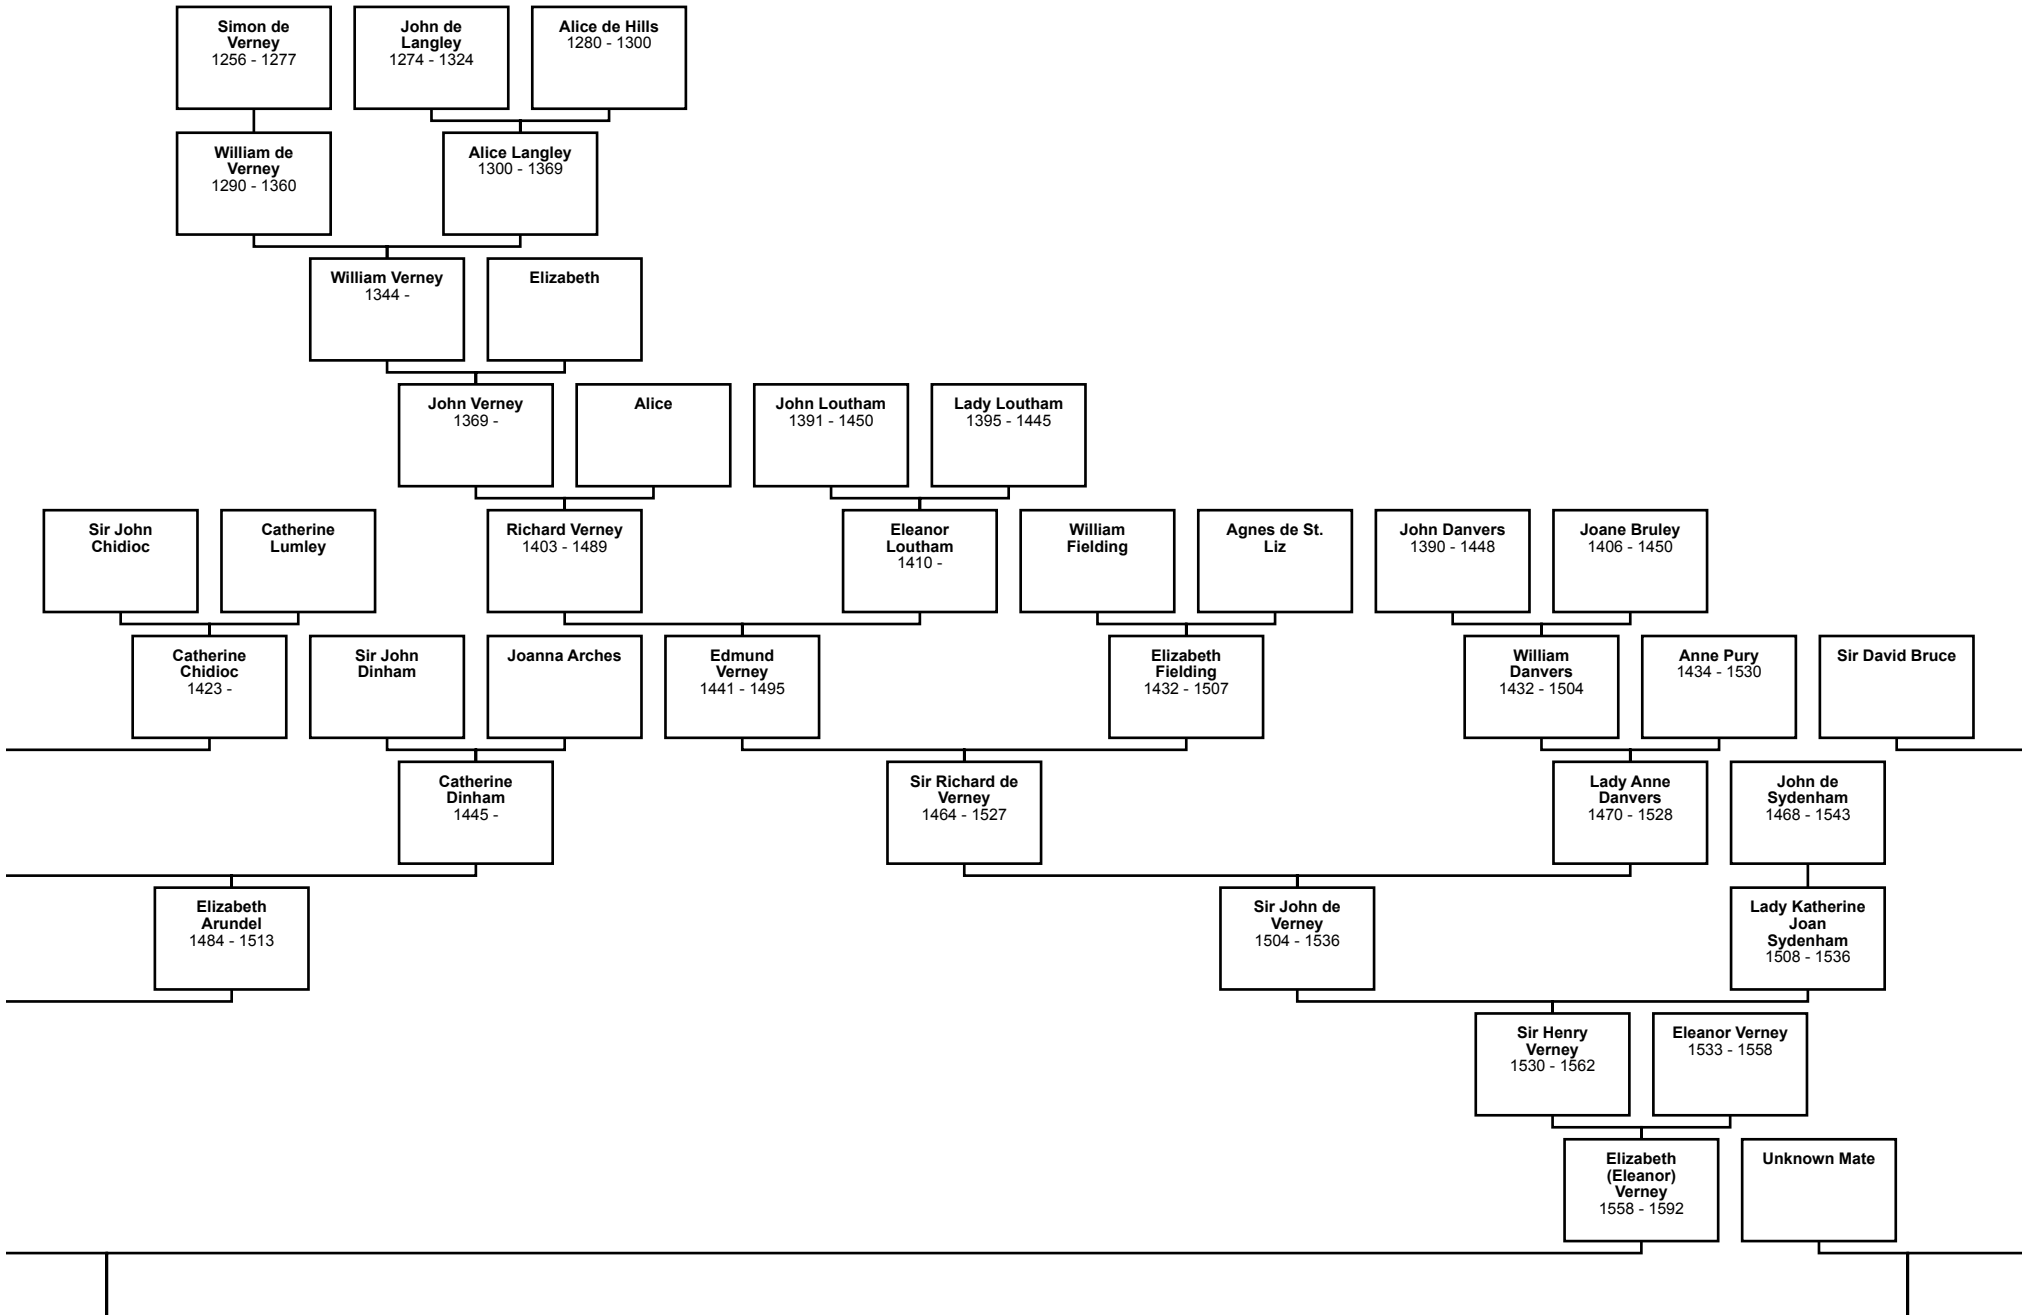 Simon de
Verney
1256 - 1277
John de
Langley
1274 - 1324
Alice de Hills
1280 - 1300
William de
Verney
1290 - 1360
Alice Langley
1300 - 1369
William Verney
1344 -
Elizabeth
John Verney
1369 -
Alice
John Loutham
1391 - 1450
Lady Loutham
1395 - 1445
Sir John
Chidioc
Catherine
Lumley
Richard Verney
1403 - 1489
Eleanor
Loutham
1410 -
William
Fielding
Agnes de St.
Liz
John Danvers
1390 - 1448
Joane Bruley
1406 - 1450
Catherine
Chidioc
1423 -
Sir John
Dinham
Joanna Arches
Edmund
Verney
1441 - 1495
Elizabeth
Fielding
1432 - 1507
William
Danvers
1432 - 1504
Anne Pury
1434 - 1530
Sir David Bruce
Catherine
Dinham
1445 -
Sir Richard de
Verney
1464 - 1527
Lady Anne
Danvers
1470 - 1528
John de
Sydenham
1468 - 1543
Elizabeth
Arundel
1484 - 1513
Sir John de
Verney
1504 - 1536
Lady Katherine
Joan
Sydenham
1508 - 1536
Sir Henry
Verney
1530 - 1562
Eleanor Verney
1533 - 1558
Elizabeth
(Eleanor)
Verney
1558 - 1592
Unknown Mate